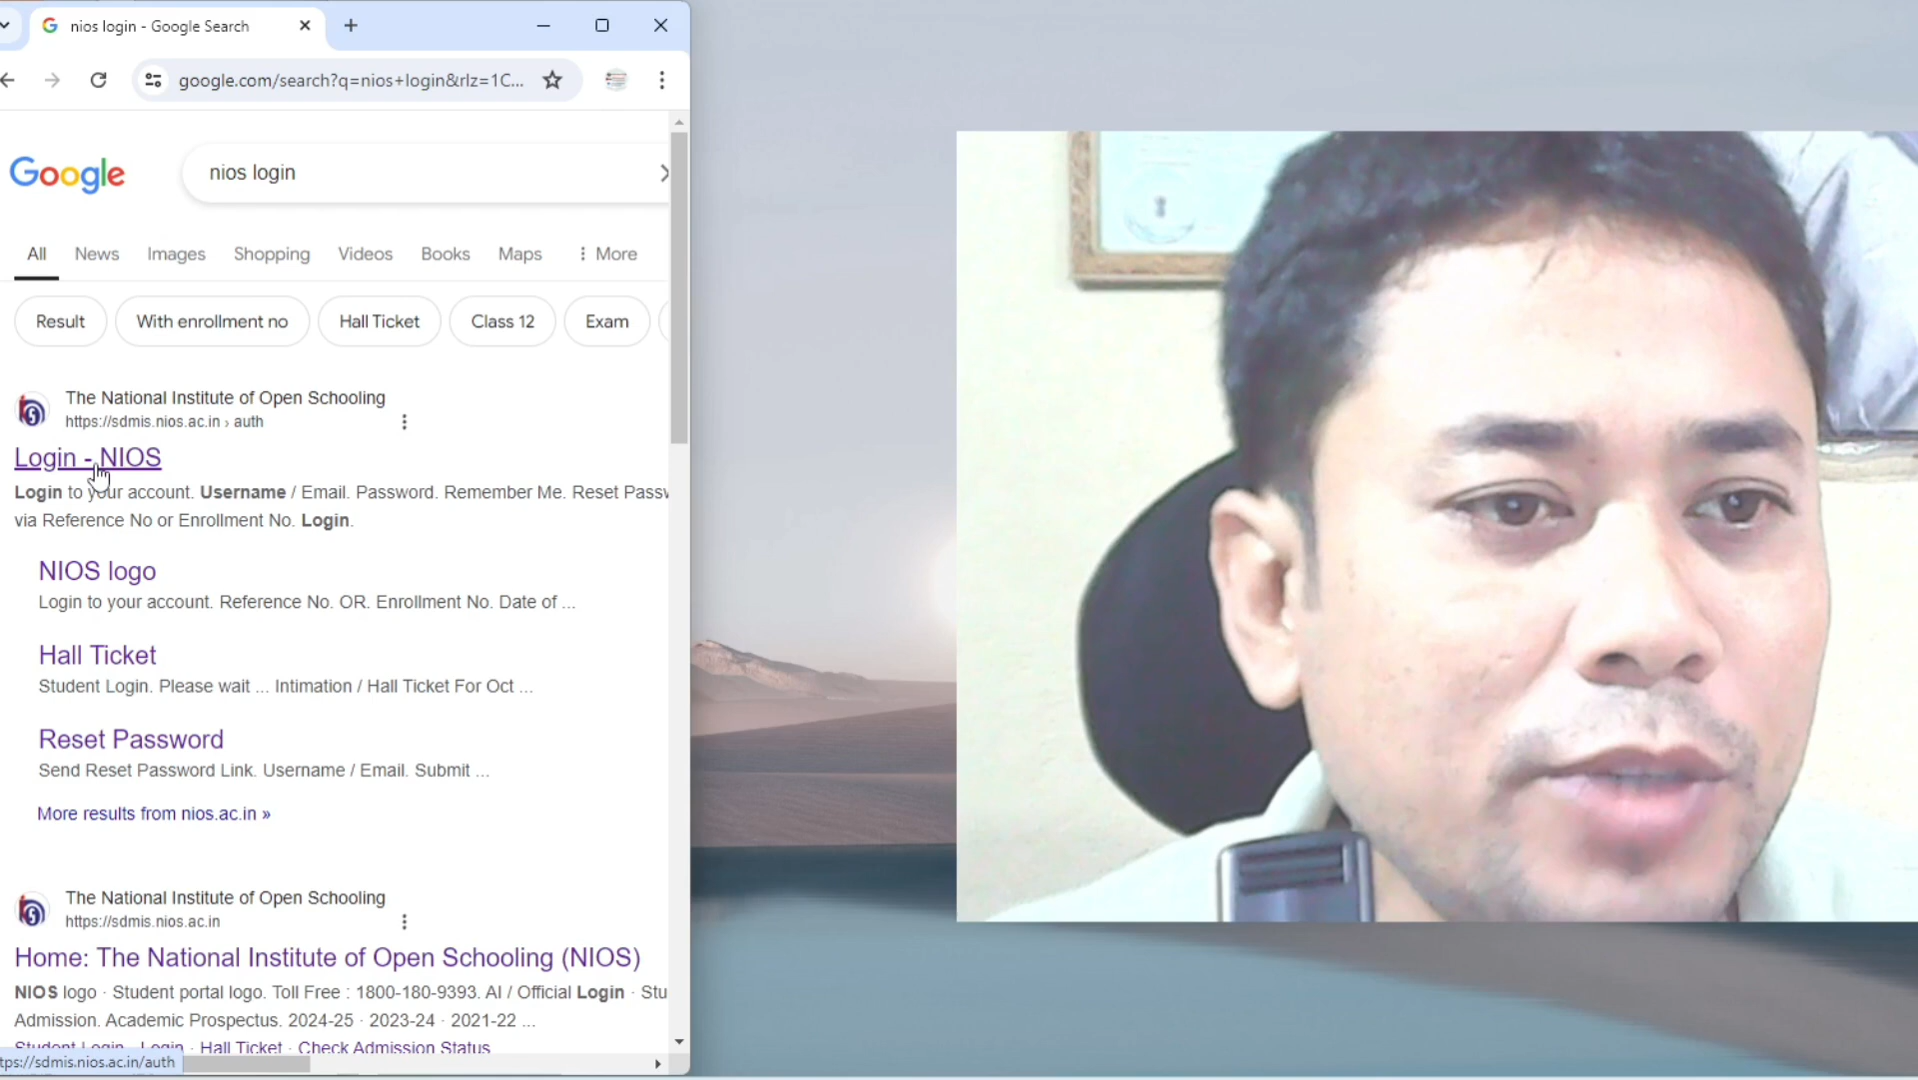 nios login - Google Search
google.com/search?q=nios+login&rlz=1C...
Google
nios login
All News Images Shopping Videos Books Maps More
Result With enrollment no Hall Ticket Class 12 Exam
The National Institute of Open Schooling
https://sdmis.nios.ac.in › auth
Login - NIOS
Login to your account. Username / Email. Password. Remember Me. Reset Passw
via Reference No or Enrollment No. Login.
NIOS logo
Login to your account. Reference No. OR. Enrollment No. Date of ...
Hall Ticket
Student Login. Please wait ... Intimation / Hall Ticket For Oct ...
Reset Password
Send Reset Password Link. Username / Email. Submit ...
More results from nios.ac.in »
The National Institute of Open Schooling
https://sdmis.nios.ac.in
Home: The National Institute of Open Schooling (NIOS)
NIOS logo · Student portal logo. Toll Free : 1800-180-9393. AI / Official Login · Stu
Admission. Academic Prospectus. 2024-25 · 2023-24 · 2021-22 ...
Student Login · Login · Hall Ticket · Check Admission Status
tps://sdmis.nios.ac.in/auth